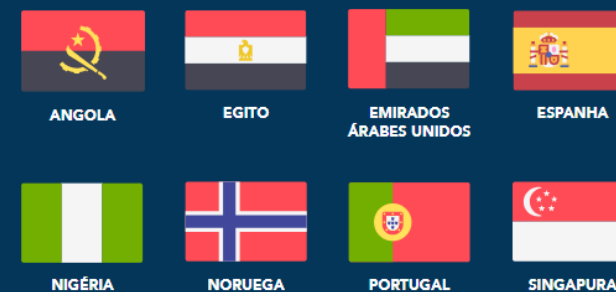 ANGOLA
EGITO
EMIRADOS
ÁRABES UNIDOS
ESPANHA
NIGÉRIA
NORUEGA
PORTUGAL
SINGAPURA